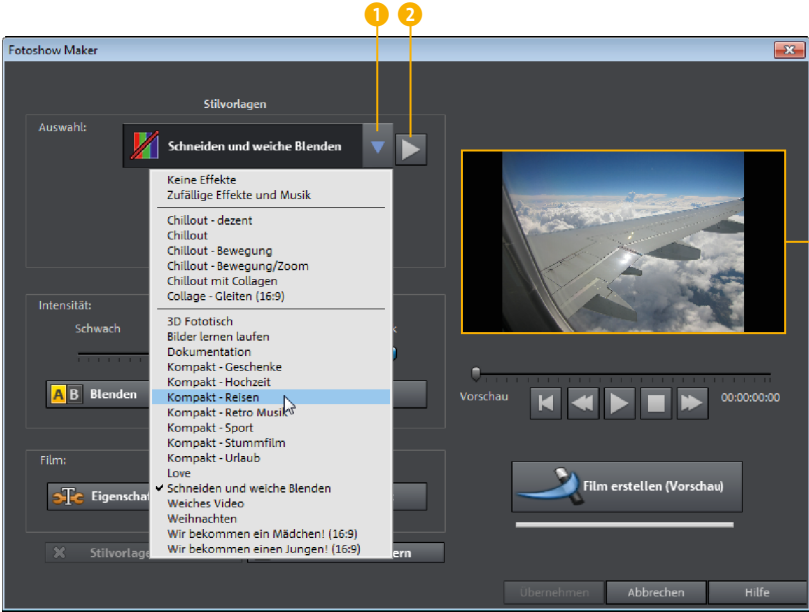 1 2
Fotoshow Maker
Stilvorlagen
Auswahl:
Schneiden und weiche Blenden
Keine Effekte
Zufällige Effekte und Musik
Chillout - dezent
Chillout
Chillout - Bewegung
Chillout - Bewegung/Zoom
Chillout mit Collagen
Collage - Gleiten (16:9)
3D Fototisch
Bilder lernen laufen
Dokumentation
Kompakt - Geschenke
Kompakt - Hochzeit
Kompakt - Reisen
Kompakt - Retro Musik
Kompakt - Sport
Kompakt - Stummfilm
Kompakt - Urlaub
Love
Schneiden und weiche Blenden
Weiches Video
Weihnachten
Wir bekommen ein Mädchen! (16:9)
Wir bekommen einen Jungen! (16:9)
Intensität:
Schwach
A B Blenden
Film:
Eigenschaf
Stilvorlage
ern
Vorschau
00:00:00:00
Film erstellen (Vorschau)
Übernehmen
Abbrechen
Hilfe